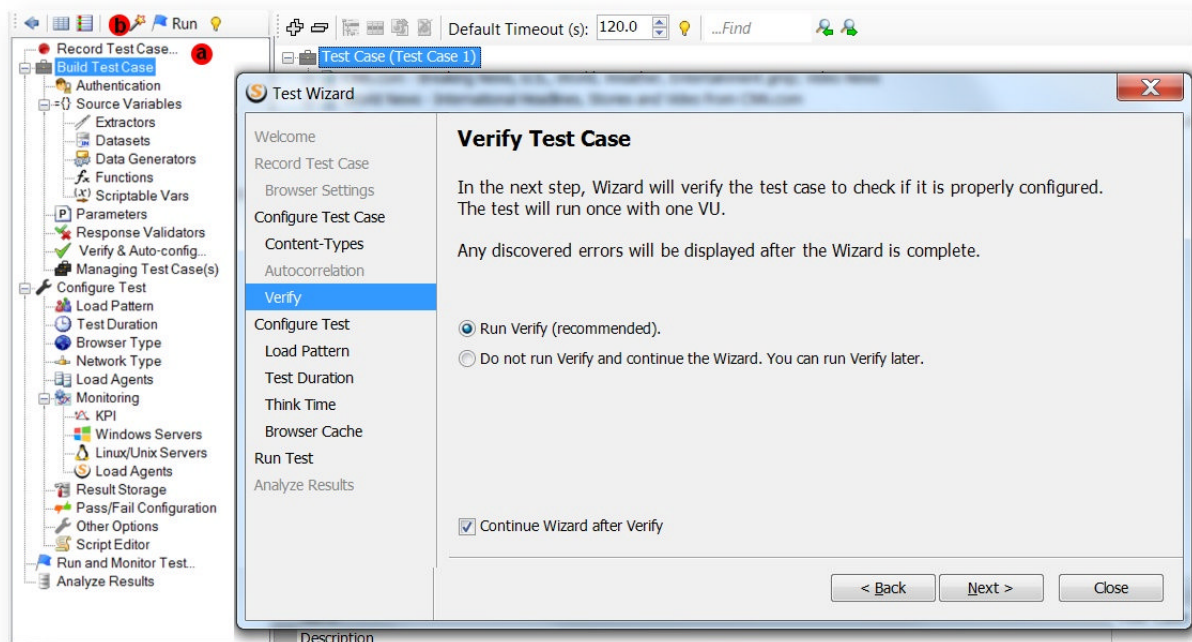 b Run
Default Timeout (s): 120.0 ...Find
Record Test Case... a
Build Test Case
Authentication
Source Variables
Extractors
Datasets
Data Generators
Functions
Scriptable Vars
Parameters
Response Validators
Verify & Auto-config...
Managing Test Case(s)
Configure Test
Load Pattern
Test Duration
Browser Type
Network Type
Load Agents
Monitoring
KPI
Windows Servers
Linux/Unix Servers
Load Agents
Result Storage
Pass/Fail Configuration
Other Options
Script Editor
Run and Monitor Test...
Analyze Results
Test Case (Test Case 1)
Test Wizard
Welcome
Record Test Case
Browser Settings
Configure Test Case
Content-Types
Autocorrelation
Verify
Configure Test
Load Pattern
Test Duration
Think Time
Browser Cache
Run Test
Analyze Results
Verify Test Case
In the next step, Wizard will verify the test case to check if it is properly configured.
The test will run once with one VU.
Any discovered errors will be displayed after the Wizard is complete.
Run Verify (recommended).
Do not run Verify and continue the Wizard. You can run Verify later.
Continue Wizard after Verify
< Back Next > Close
Description